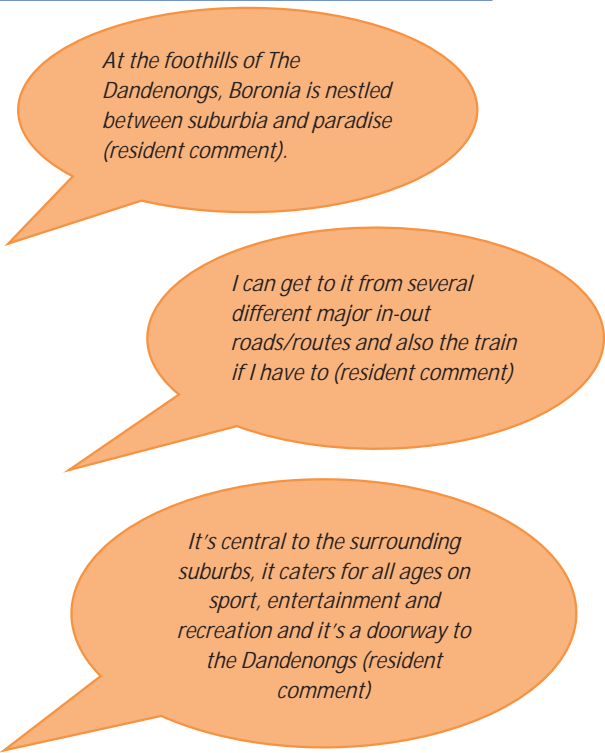 At the foothills of The
Dandenongs, Boronia is nestled
between suburbia and paradise
(resident comment).
I can get to it from several
different major in-out
roads/routes and also the train
if I have to (resident comment)
It's central to the surrounding
suburbs, it caters for all ages on
sport, entertainment and
recreation and it's a doorway to
the Dandenongs (resident
comment)